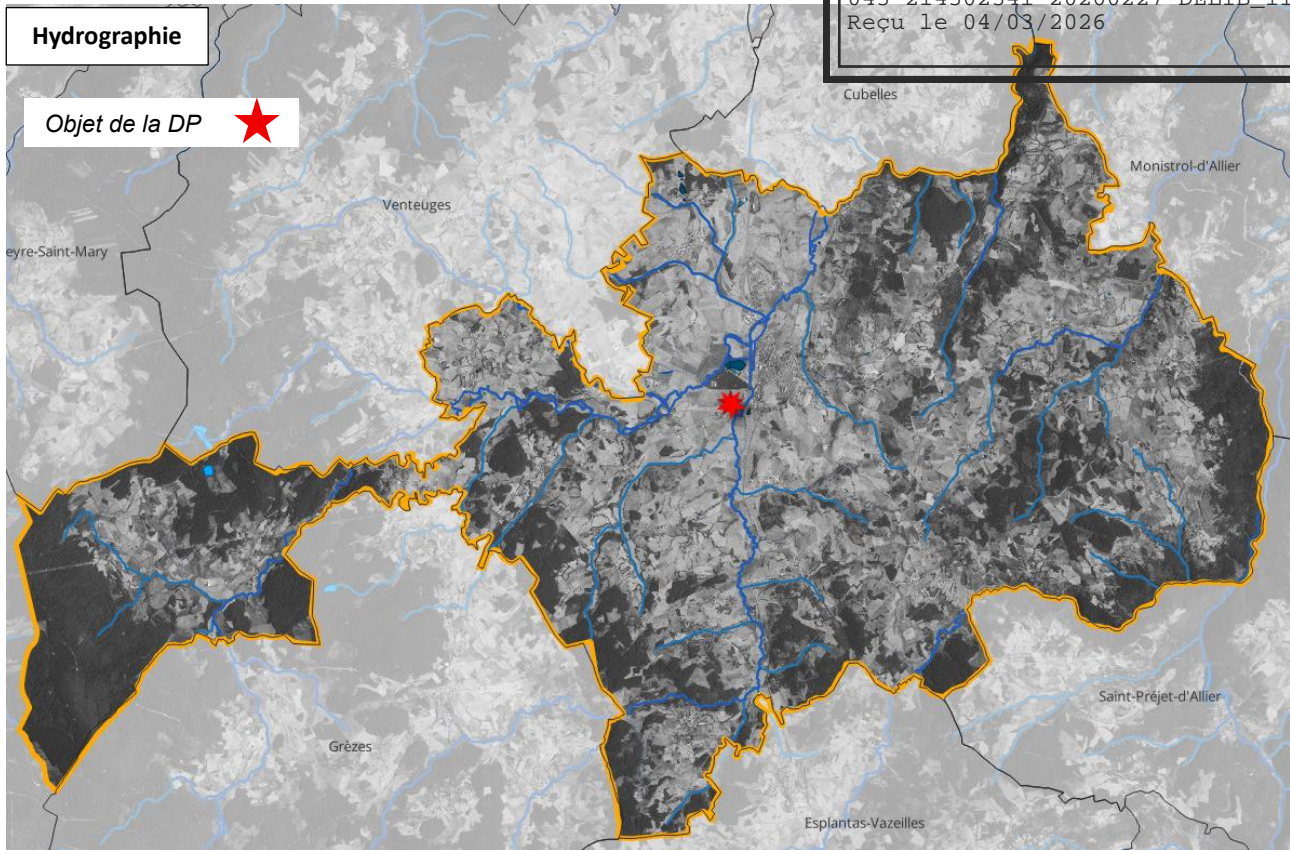 Hydrographie
Reçu le 04/03/2026
Objet de la DP
Cubelles
Monistrol-d'Allier
Venteuges
eyre-Saint-Mary
Saint-Préjet-d'Allier
Grèzes
Esplantas-Vazeilles